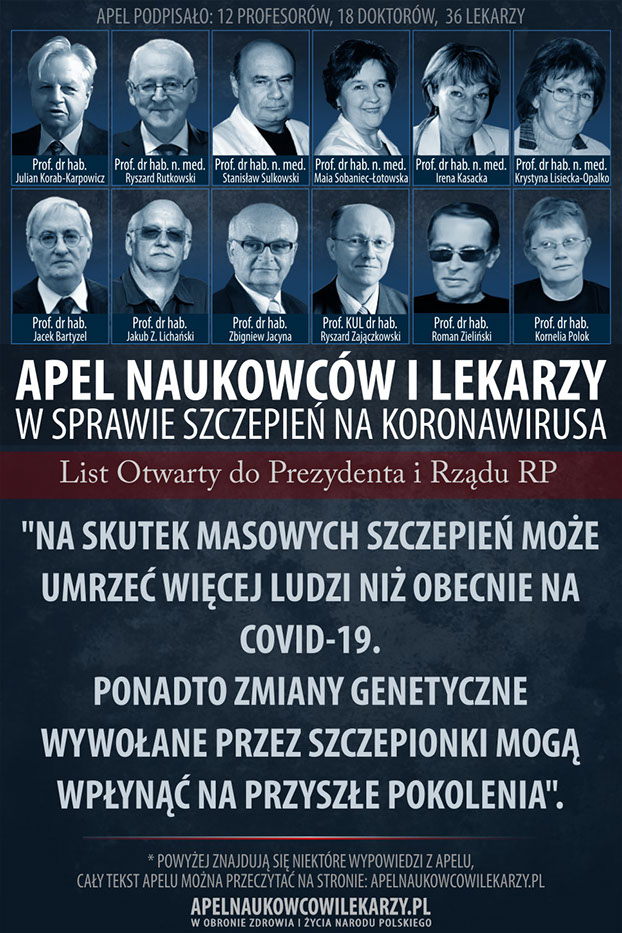 APEL PODPISAŁO: 12 PROFESORÓW, 18 DOKTORÓW, 36 LEKARZY
Prof. dr hab.
Julian Korab-Karpowicz
Prof. dr hab. n. med.
Ryszard Rutkowski
Prof. dr hab. n. med.
Stanisław Sulkowski
Prof. dr hab. n. med.
Maia Sobaniec-Łotowska
Prof. dr hab. n. med.
Irena Kasacka
Prof. dr hab. n. med.
Krystyna Lisiecka-Opalko
Prof. dr hab.
Jacek Bartyzel
Prof. dr hab.
Jakub Z. Lichański
Prof. dr hab.
Zbigniew Jacyna
Prof. KUL dr hab.
Ryszard Zajączkowski
Prof. dr hab.
Roman Zieliński
Prof. dr hab.
Kornelia Polok
APEL NAUKOWCÓW I LEKARZY
W SPRAWIE SZCZEPIEŃ NA KORONAWIRUSA
List Otwarty do Prezydenta i Rządu RP
"NA SKUTEK MASOWYCH SZCZEPIEŃ MOŻE
UMRZEĆ WIĘCEJ LUDZI NIŻ OBECNIE NA
COVID-19.
PONADTO ZMIANY GENETYCZNE
WYWOŁANE PRZEZ SZCZEPIONKI MOGĄ
WPŁYNĄĆ NA PRZYSZŁE POKOLENIA".
* POWYŻEJ ZNAJDUJĄ SIĘ NIEKTÓRE WYPOWIEDZI Z APELU,
CAŁY TEKST APELU MOŻNA PRZECZYTAĆ NA STRONIE: APELNAUKOWCOWILEKARZY.PL
APELNAUKOWCOWILEKARZY.PL
W OBRONIE ZDROWIA I ŻYCIA NARODU POLSKIEGO